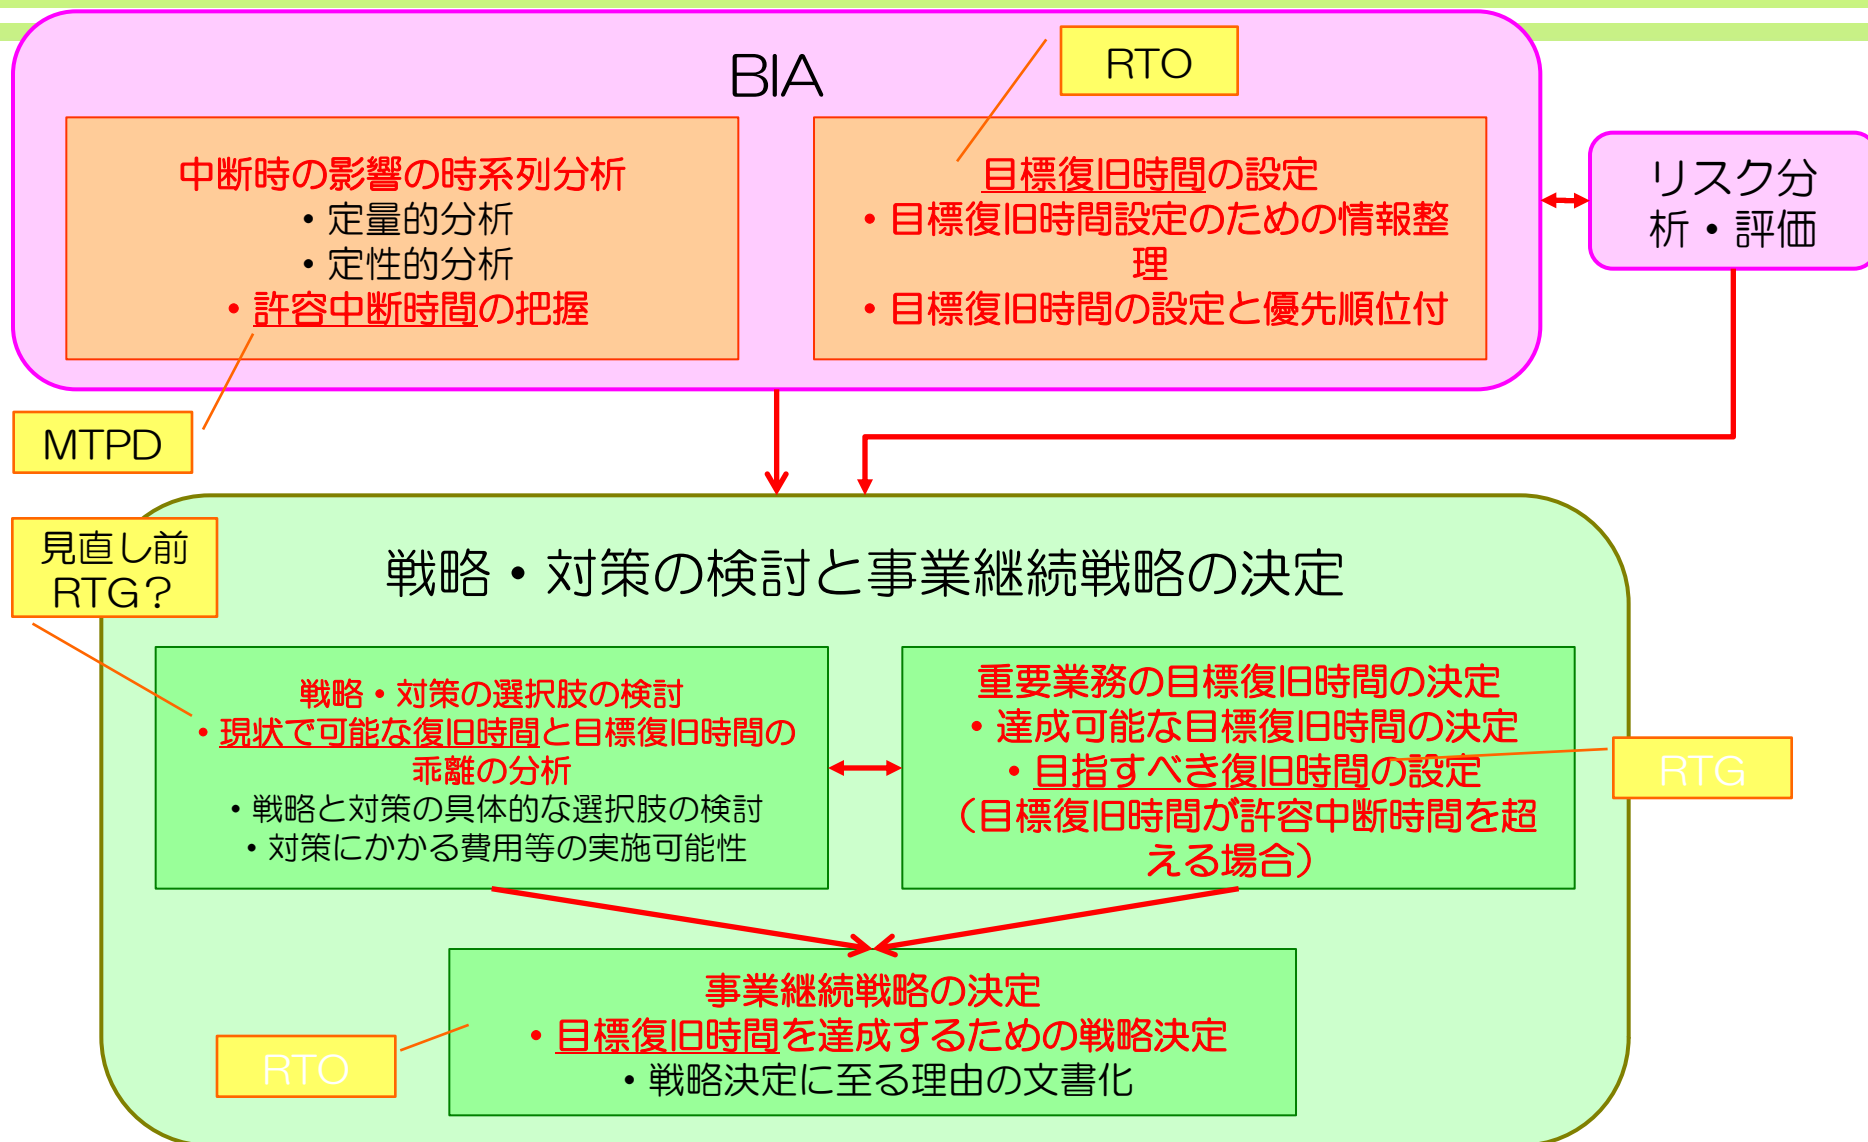 BIA
RTO
中断時の影響の時系列分析
・定量的分析
・定性的分析
・許容中断時間の把握
目標復旧時間の設定
・目標復旧時間設定のための情報整
理
・目標復旧時間の設定と優先順位付
リスク分
析・評価
MTPD
見直し前
RTG？
戦略・対策の検討と事業継続戦略の決定
戦略・対策の選択肢の検討
・現状で可能な復旧時間と目標復旧時間の
乖離の分析
・戦略と対策の具体的な選択肢の検討
・対策にかかる費用等の実施可能性
重要業務の目標復旧時間の決定
・達成可能な目標復旧時間の決定
・目指すべき復旧時間の設定
（目標復旧時間が許容中断時間を超
える場合）
RTG
事業継続戦略の決定
・目標復旧時間を達成するための戦略決定
・戦略決定に至る理由の文書化
RTO